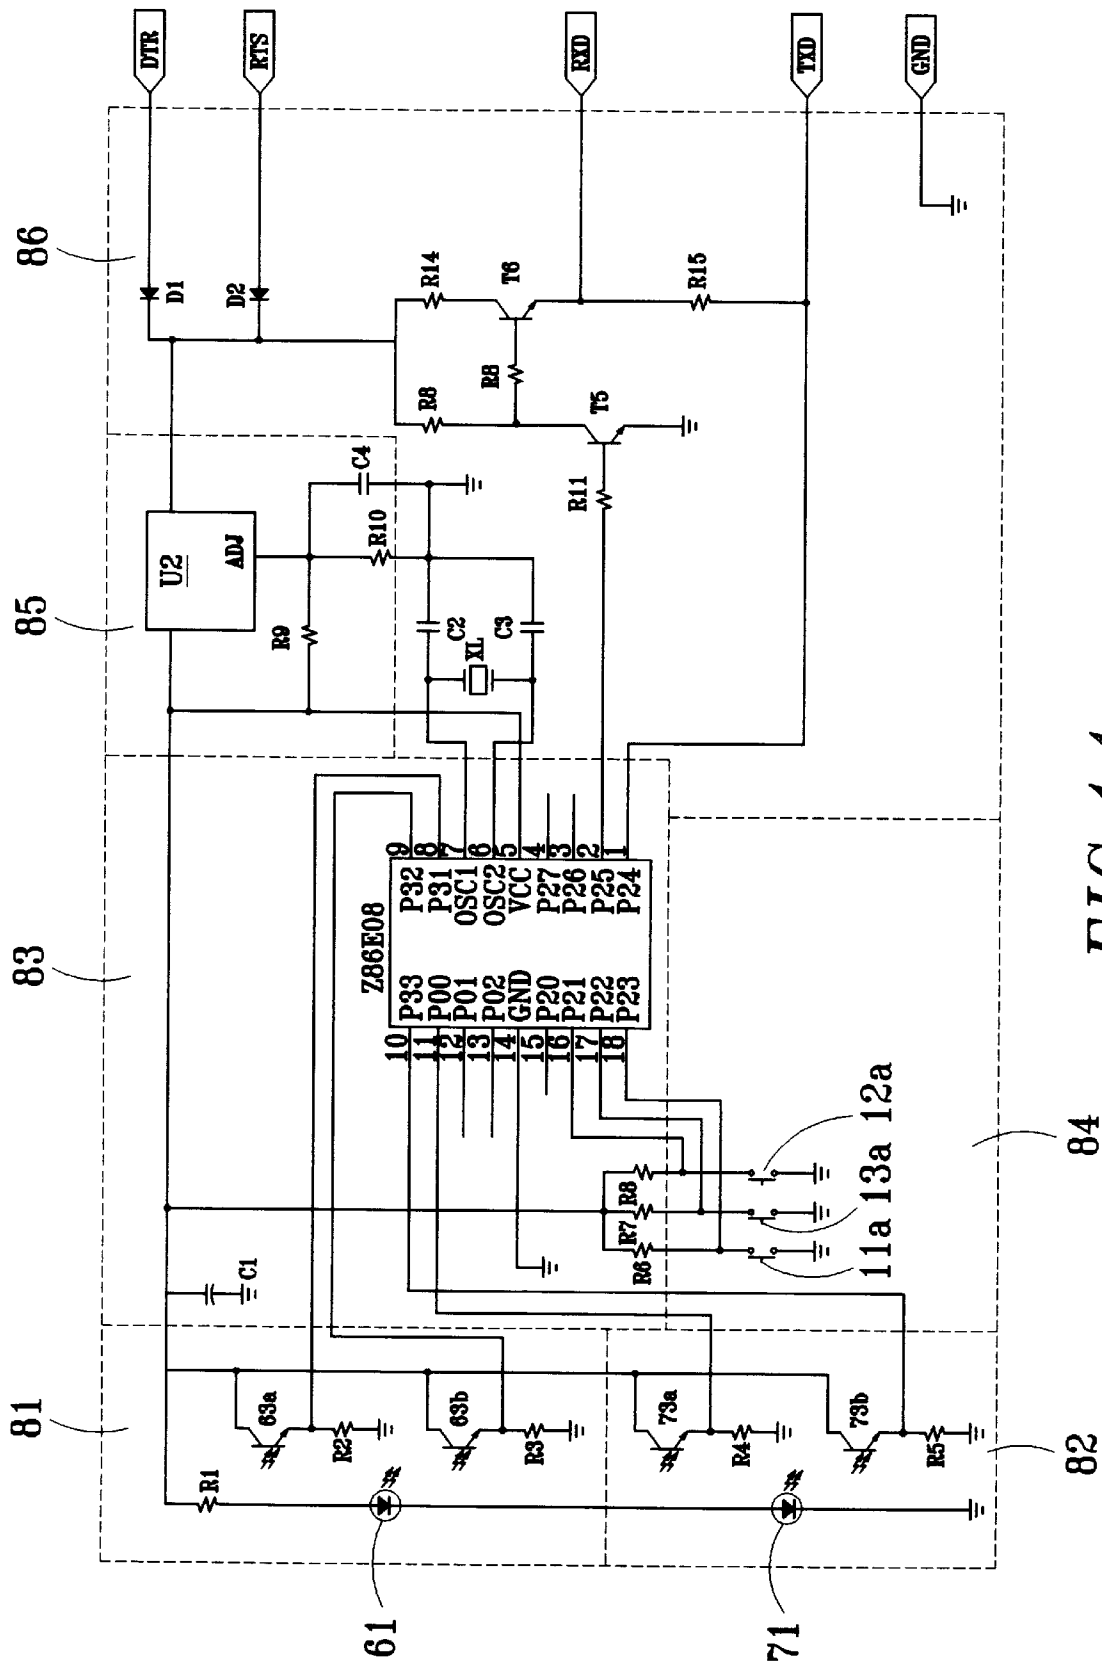 DTR
RTS
RXD
TXD
GND
86
D1
D2
R14
T6
R15
R8
R8
T5
85
U2
ADJ
C4
R10
R11
R9
C2
C3
XL
83
Z86E08
9 P32
8 P31
7 OSC1
6 OSC2
5 VCC
4 P27
3 P26
2 P25
1 P24
P33 10
P00 11
P01 12
P02 13
GND 14
P20 15
P21 16
P22 17
P23 18
R8
R7
R6
12a
13a
11a
84
C1
81
63a
R2
63b
R3
73a
R4
73b
R5
82
R1
61
71